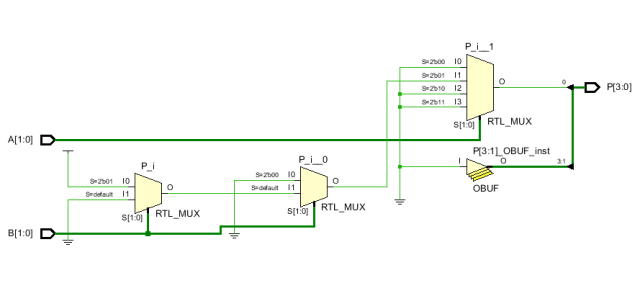 P_i__1
S=2'b00 I0
S=2'b01 I1
S=2'b10 I2
S=2'b11 I3
O
0
P[3:0]
S[1:0]
RTL_MUX
A[1:0]
P[3:1]_OBUF_inst
I
O
3:1
OBUF
P_i
S=2'b01 I0
S=default I1
O
S[1:0]
RTL_MUX
P_i__0
S=2'b00 I0
S=default I1
O
S[1:0]
RTL_MUX
B[1:0]